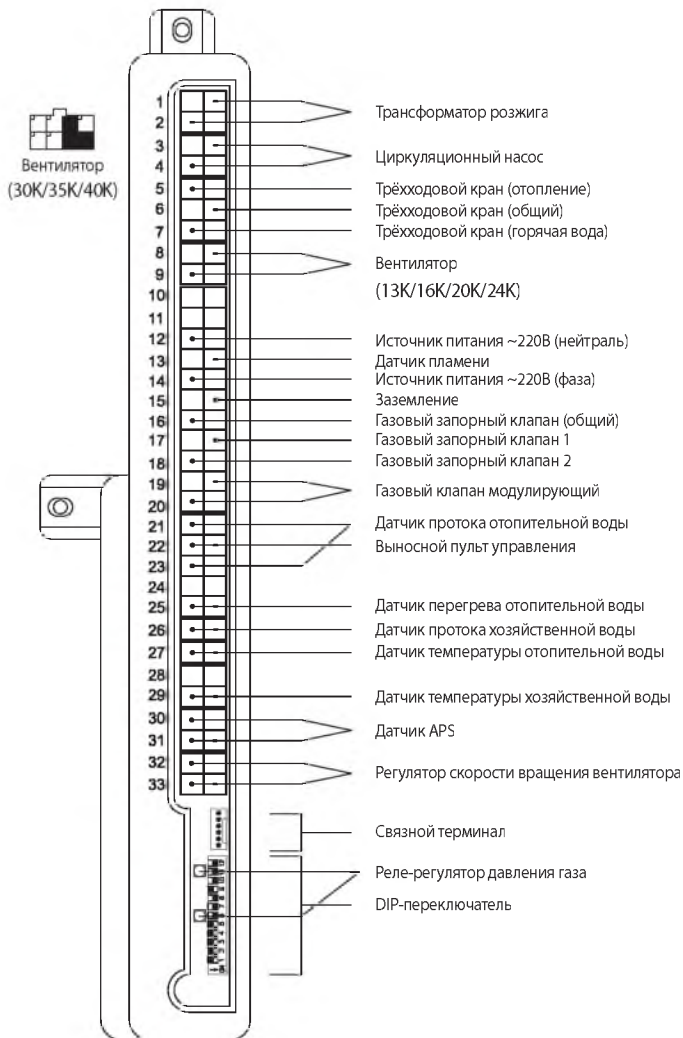 1
Трансформатор розжига
2
Вентилятор
(30K/35K/40K)
3
Циркуляционный насос
4
5
Трёхходовой кран (отопление)
6
Трёхходовой кран (общий)
7
Трёхходовой кран (горячая вода)
8
Вентилятор
9
(13K/16K/20K/24K)
10
11
12
Источник питания ~220В (нейтраль)
13
Датчик пламени
14
Источник питания ~220В (фаза)
15
Заземление
16
Газовый запорный клапан (общий)
17
Газовый запорный клапан 1
18
Газовый запорный клапан 2
19
Газовый клапан модулирующий
20
21
Датчик протока отопительной воды
22
Выносной пульт управления
23
24
25
Датчик перегрева отопительной воды
26
Датчик протока хозяйственной воды
27
Датчик температуры отопительной воды
28
29
Датчик температуры хозяйственной воды
30
Датчик APS
31
32
Регулятор скорости вращения вентилятора
33
Связной терминал
Реле-регулятор давления газа
DIP-переключатель